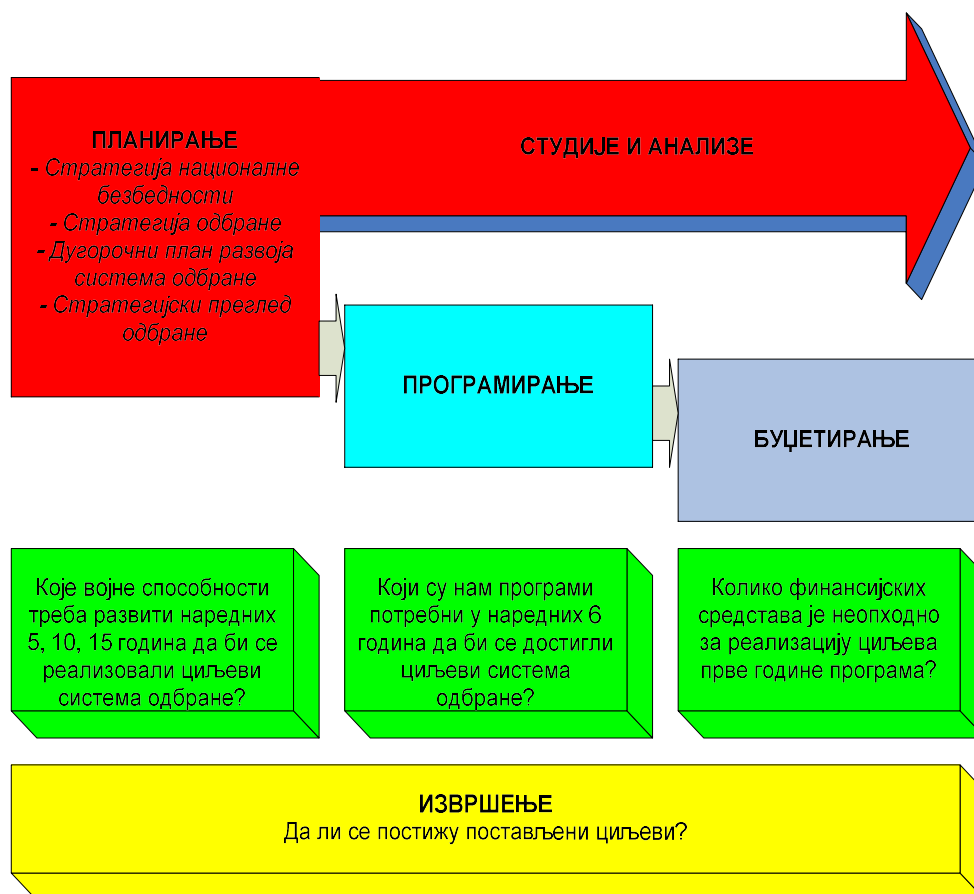 ПЛАНИРАЊЕ
- Стратегија националне
безбедности
- Стратегија одбране
- Дугорочни план развоја
система одбране
- Стратегијски преглед
одбране
СТУДИЈЕ И АНАЛИЗЕ
ПРОГРАМИРАЊЕ
БУЏЕТИРАЊЕ
Које војне способности
треба развити наредних
5, 10, 15 година да би се
реализовали циљеви
система одбране?
Који су нам програми
потребни у наредних 6
година да би се достигли
циљеви система
одбране?
Колико финансијских
средстава је неопходно
за реализацију циљева
прве године програма?
ИЗВРШЕЊЕ
Да ли се постижу постављени циљеви?